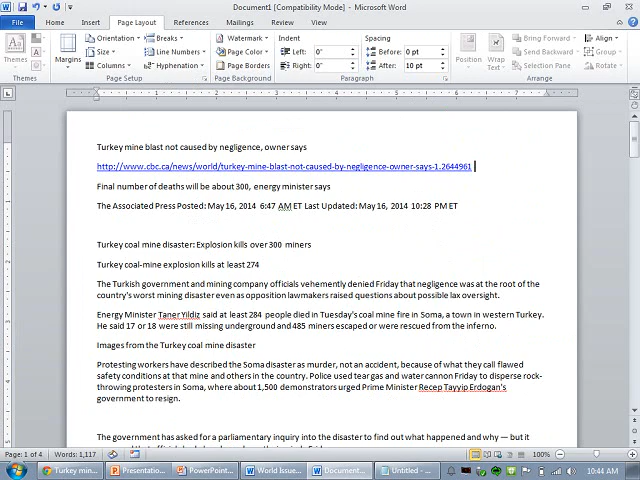 Document1 [Compatibility Mode] - Microsoft Word
File Home Insert Page Layout References Mailings Review View
Orientation Breaks Watermark Indent Spacing Bring Forward Align
Themes Margins Size Line Numbers Page Color Left: 0" Before: 0 pt Position Wrap Text Send Backward Group
Columns Hyphenation Page Borders Right: 0" After: 10 pt Selection Pane Rotate
Themes Page Setup Page Background Paragraph Arrange
Turkey mine blast not caused by negligence, owner says
http://www.cbc.ca/news/world/turkey-mine-blast-not-caused-by-negligence-owner-says-1.2644961
Final number of deaths will be about 300, energy minister says
The Associated Press Posted: May 16, 2014 6:47 AM ET Last Updated: May 16, 2014 10:28 PM ET
Turkey coal mine disaster: Explosion kills over 300 miners
Turkey coal-mine explosion kills at least 274
The Turkish government and mining company officials vehemently denied Friday that negligence was at the root of the
country's worst mining disaster even as opposition lawmakers raised questions about possible lax oversight.
Energy Minister Taner Yildiz said at least 284 people died in Tuesday's coal mine fire in Soma, a town in western Turkey.
He said 17 or 18 were still missing underground and 485 miners escaped or were rescued from the inferno.
Images from the Turkey coal mine disaster
Protesting workers have described the Soma disaster as murder, not an accident, because of what they call flawed
safety conditions at that mine and others in the country. Police used tear gas and water cannon Friday to disperse rock-
throwing protesters in Soma, where about 1,500 demonstrators urged Prime Minister Recep Tayyip Erdogan's
government to resign.
The government has asked for a parliamentary inquiry into the disaster to find out what happened and why — but it
Page: 1 of 4 Words: 1,117 100%
Turkey min... Presentatio... PowerPoint... World Issue... Document... Untitled - ... 10:44 AM